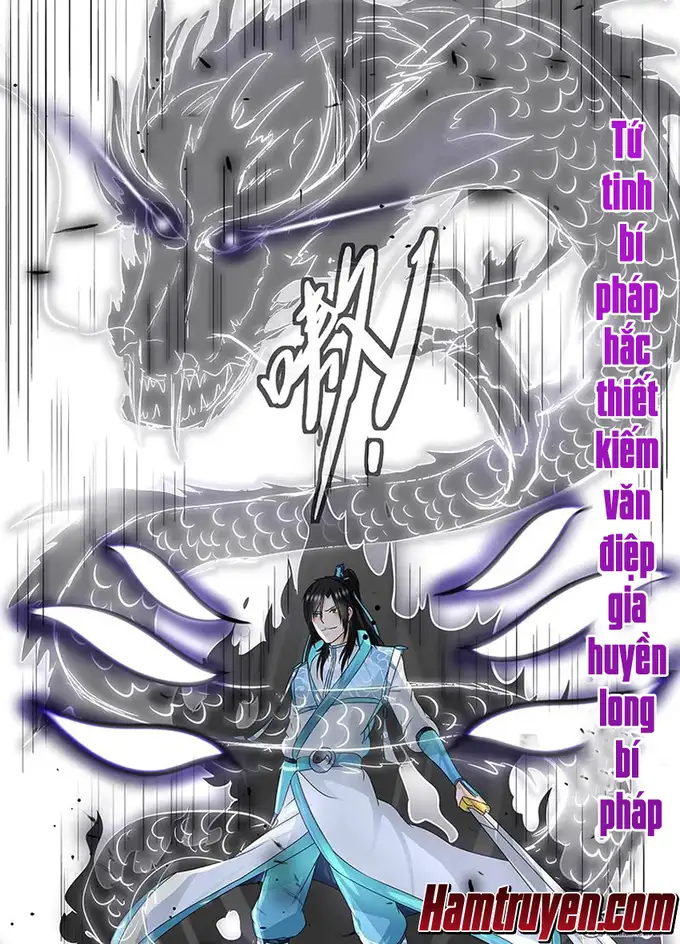 Tứ
tinh
bí
pháp
hắc
thiết
kiếm
văn
điệp
gia
huyền
long
bí
pháp
Hamtruyen.com